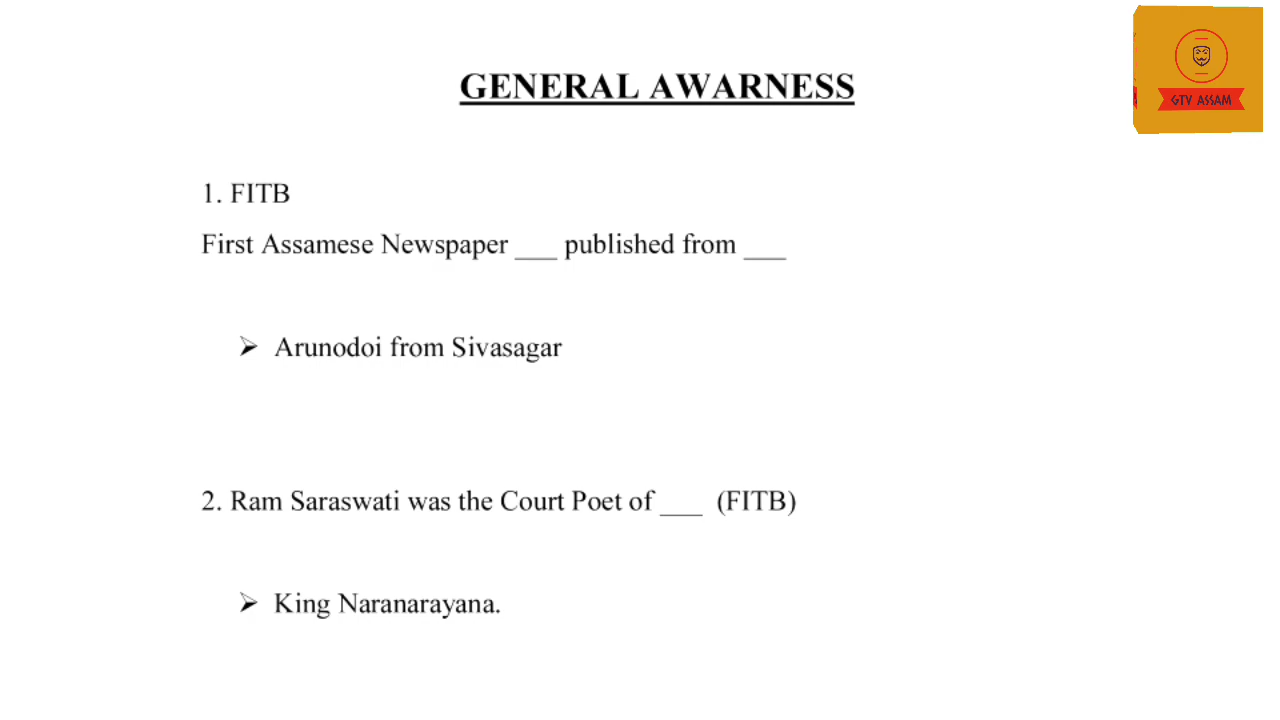 GENERAL AWARNESS
GTV ASSAM
1. FITB
First Assamese Newspaper ___ published from ___
➢ Arunodoi from Sivasagar
2. Ram Saraswati was the Court Poet of ___ (FITB)
➢ King Naranarayana.